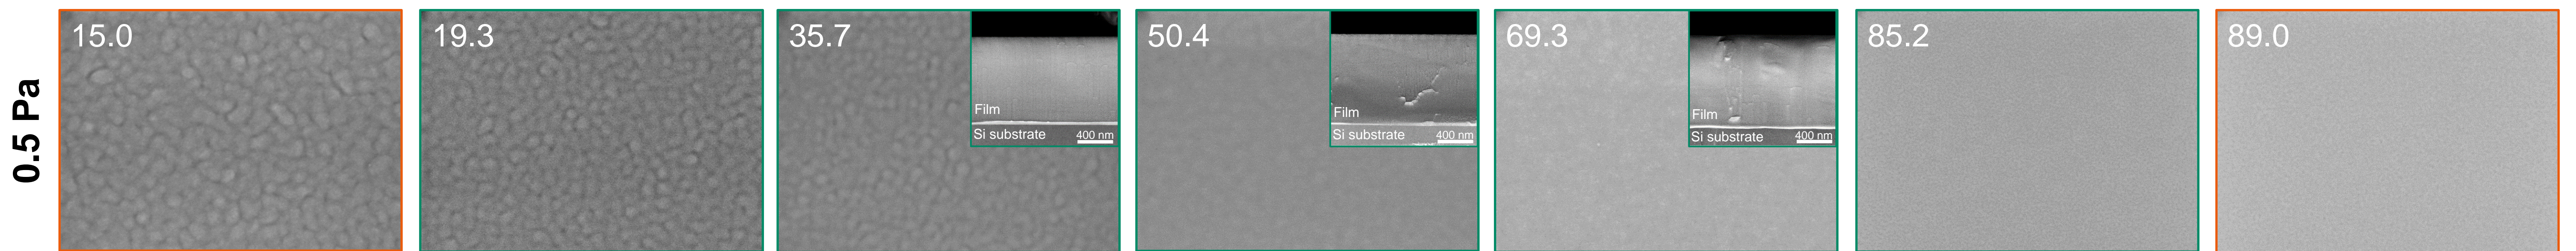 0.5 Pa
15.0
19.3
35.7
Film
Si substrate
400 nm
50.4
Film
Si substrate
400 nm
69.3
Film
Si substrate
400 nm
85.2
89.0